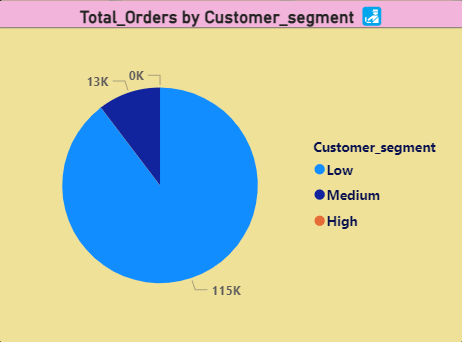 Total_Orders by Customer_segment
0K
13K
Customer_segment
Low
Medium
High
115K